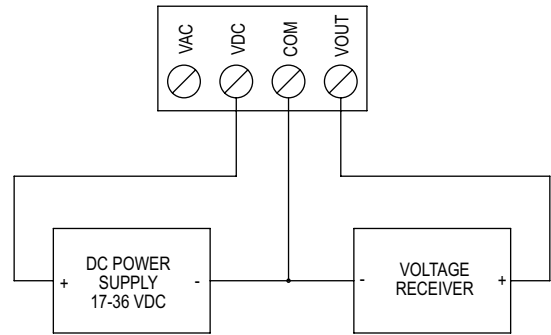 VAC
VDC
COM
VOUT
+
DC POWER
SUPPLY
17-36 VDC
-
-
VOLTAGE
RECEIVER
+